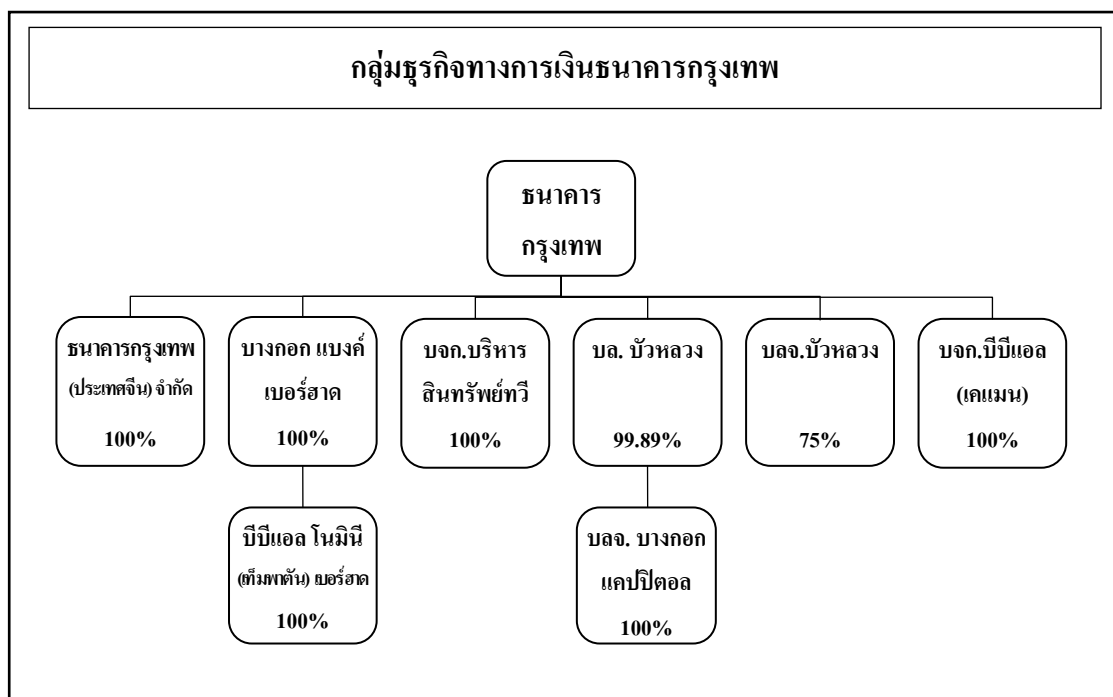 กลุ่มธุรกิจทางการเงินธนาคารกรุงเทพ
ธนาคาร
กรุงเทพ
ธนาคารกรุงเทพ
(ประเทศจีน) จำกัด
100%
บางกอก แบงค์
เบอร์ฮาด
100%
บจก.บริหาร
สินทรัพย์ทวี
100%
บล. บัวหลวง
99.89%
บลจ.บัวหลวง
75%
บจก.บีบีแอล
(เคแมน)
100%
บีบีแอล โนมินี
(เท็มพาตัน) เบอร์ฮาด
100%
บลจ. บางกอก
แคปปิตอล
100%